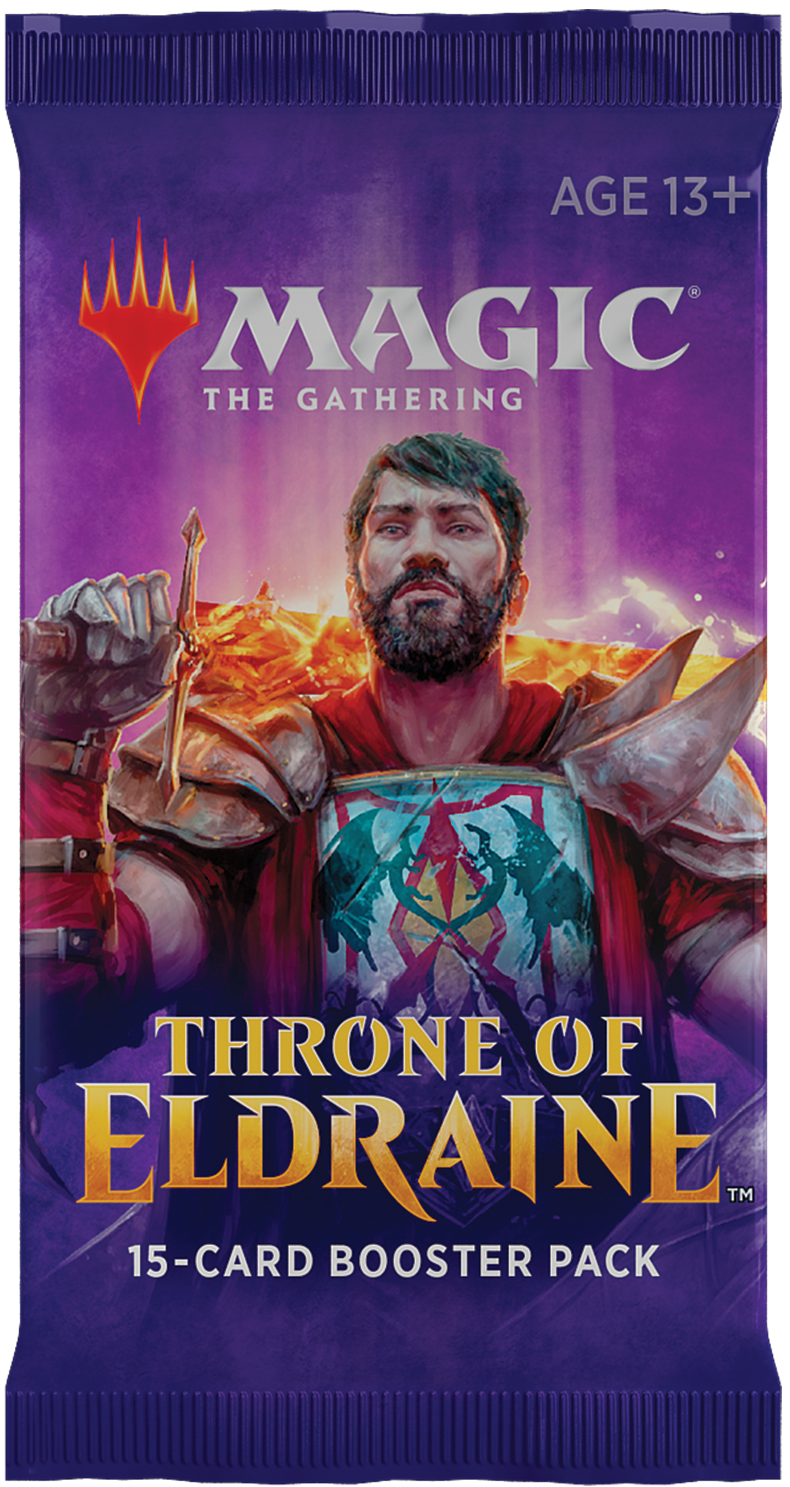 AGE 13+
MAGIC®
THE GATHERING
THRONE OF
ELDRAINE™
15-CARD BOOSTER PACK